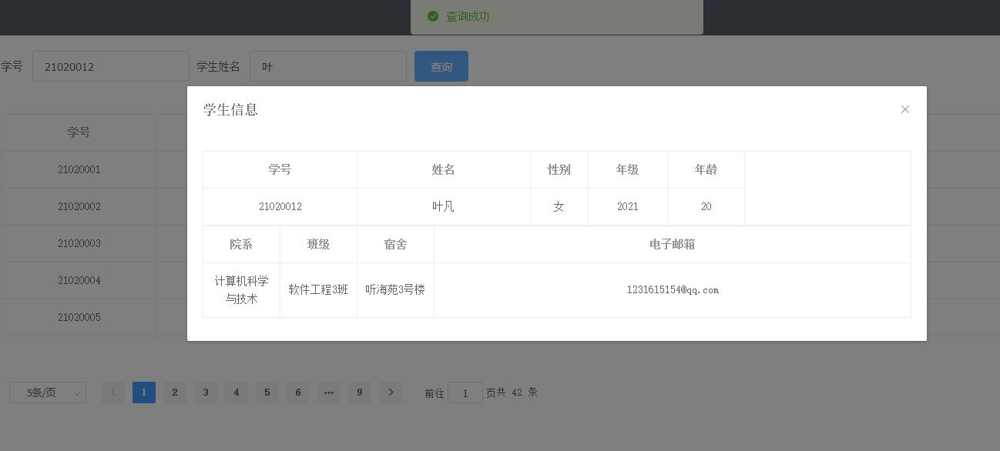 查询成功
学号 21020012 学生姓名 叶 查询
学生信息
学号
学号 姓名 性别 年级 年龄
21020001
21020012 叶凡 女 2021 20
21020002
21020003
院系 班级 宿舍 电子邮箱
21020004
计算机科学与技术 软件工程3班 听海苑3号楼 1231615154@qq.com
21020005
5条/页 1 2 3 4 5 6 ••• 9 前往 1 页共 42 条